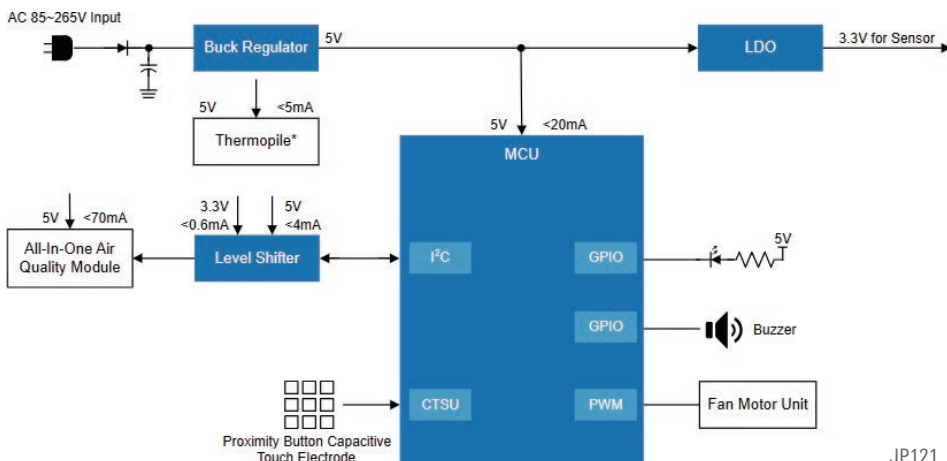 AC 85~265V Input
Buck Regulator
5V
LDO
3.3V for Sensor
5V
<5mA
Thermopile*
5V
<20mA
MCU
5V
<70mA
All-In-One Air
Quality Module
3.3V
<0.6mA
5V
<4mA
Level Shifter
I²C
GPIO
5V
GPIO
Buzzer
CTSU
PWM
Fan Motor Unit
Proximity Button Capacitive
Touch Electrode
JP121